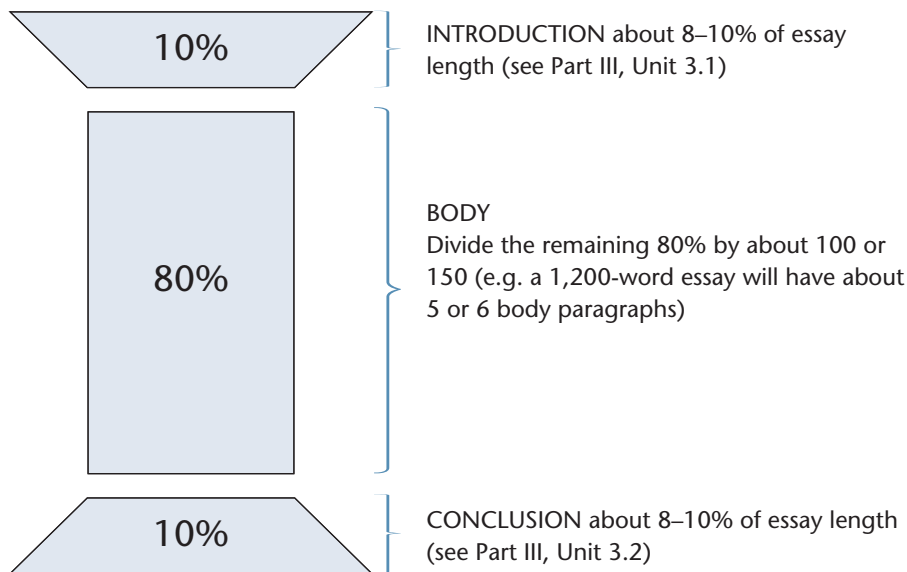 10%
INTRODUCTION about 8–10% of essay
length (see Part III, Unit 3.1)
80%
BODY
Divide the remaining 80% by about 100 or
150 (e.g. a 1,200-word essay will have about
5 or 6 body paragraphs)
10%
CONCLUSION about 8–10% of essay length
(see Part III, Unit 3.2)